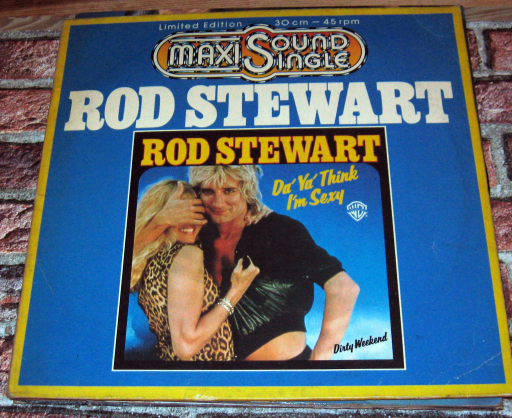 Limited Edition 30 cm – 45 rpm
MAXI SOUND SINGLE
ROD STEWART
ROD STEWART
Da' Ya' Think
I'm Sexy
Dirty Weekend